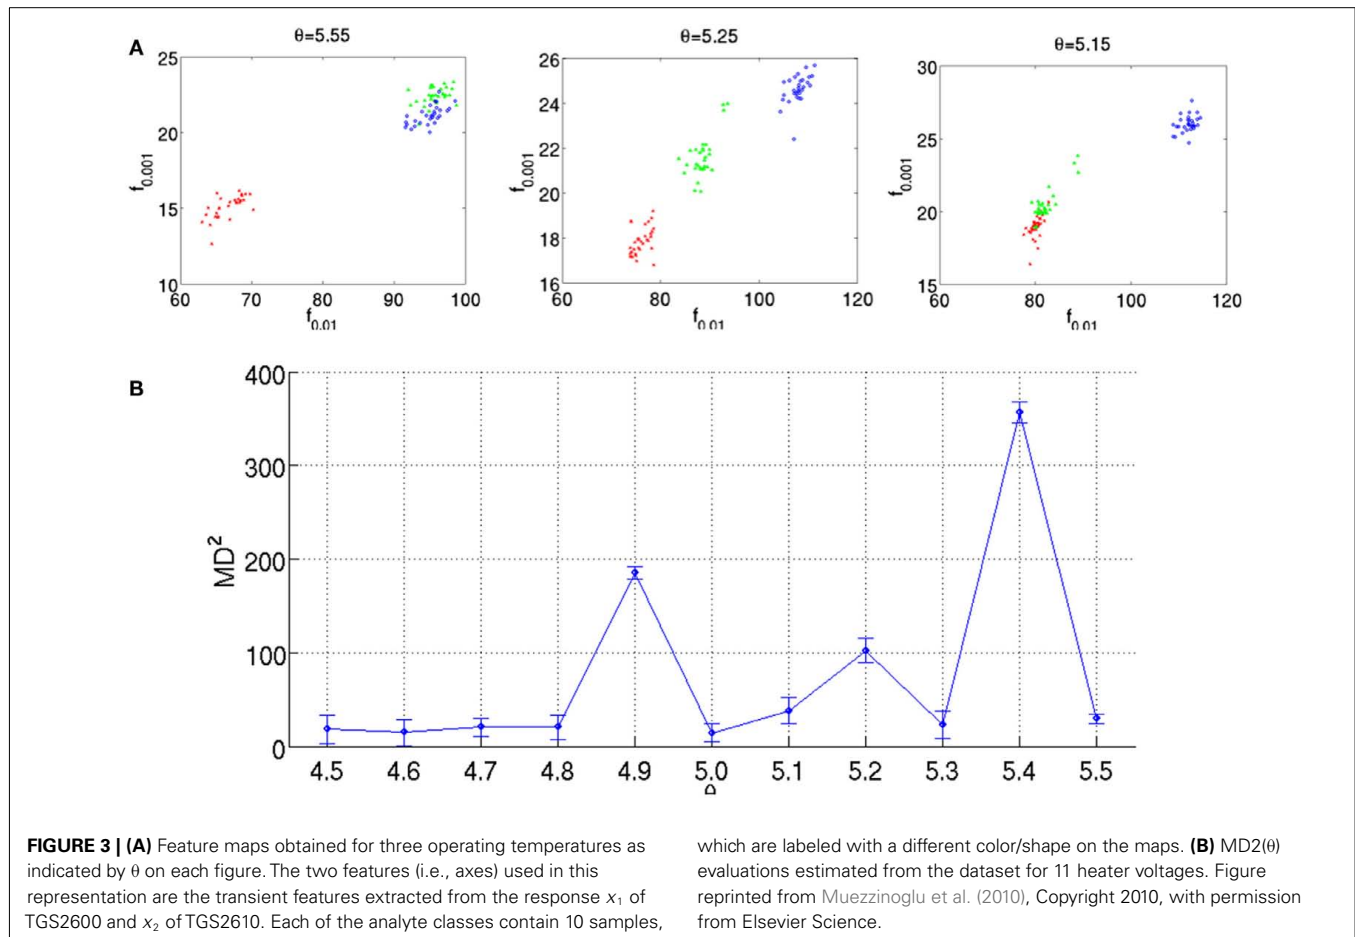 A
θ=5.55
25
20
15
10
60
70
80
90
100
f0.001
f0.01
θ=5.25
26
24
22
20
18
16
60
80
100
120
f0.001
f0.01
θ=5.15
30
25
20
15
60
80
100
120
f0.001
f0.01
B
400
300
200
100
0
MD²
4.5
4.6
4.7
4.8
4.9
5.0
5.1
5.2
5.3
5.4
5.5
FIGURE 3 | (A) Feature maps obtained for three operating temperatures as
indicated by θ on each figure. The two features (i.e., axes) used in this
representation are the transient features extracted from the response x₁ of
TGS2600 and x₂ of TGS2610. Each of the analyte classes contain 10 samples,
which are labeled with a different color/shape on the maps. (B) MD2(θ)
evaluations estimated from the dataset for 11 heater voltages. Figure
reprinted from Muezzinoglu et al. (2010), Copyright 2010, with permission
from Elsevier Science.